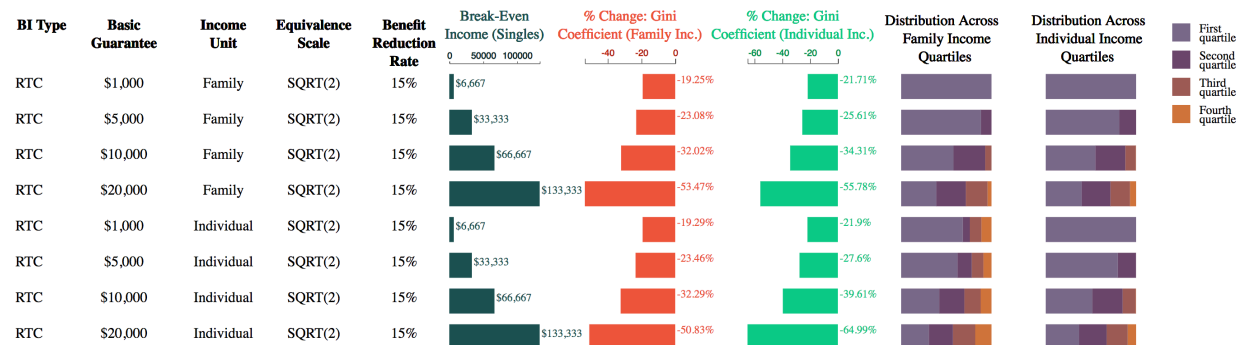 BI Type
Basic
Guarantee
Income
Unit
Equivalence
Scale
Benefit
Reduction
Rate
Break-Even
Income (Singles)
0 50000 100000
% Change: Gini
Coefficient (Family Inc.)
-40 -20 0
% Change: Gini
Coefficient (Individual Inc.)
-60 -40 -20 0
Distribution Across
Family Income
Quartiles
Distribution Across
Individual Income
Quartiles
First
quartile
Second
quartile
Third
quartile
Fourth
quartile
RTC $1,000 Family SQRT(2) 15% $6,667 -19.25% -21.71%
RTC $5,000 Family SQRT(2) 15% $33,333 -23.08% -25.61%
RTC $10,000 Family SQRT(2) 15% $66,667 -32.02% -34.31%
RTC $20,000 Family SQRT(2) 15% $133,333 -53.47% -55.78%
RTC $1,000 Individual SQRT(2) 15% $6,667 -19.29% -21.9%
RTC $5,000 Individual SQRT(2) 15% $33,333 -23.46% -27.6%
RTC $10,000 Individual SQRT(2) 15% $66,667 -32.29% -39.61%
RTC $20,000 Individual SQRT(2) 15% $133,333 -50.83% -64.99%